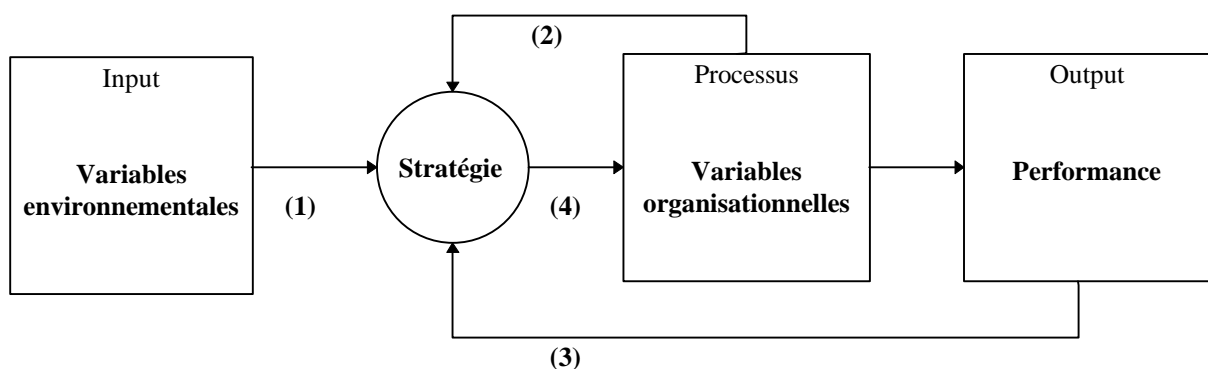 (2)
Input
Processus
Output
Variables
environnementales
Stratégie
Variables
organisationnelles
Performance
(1)
(4)
(3)